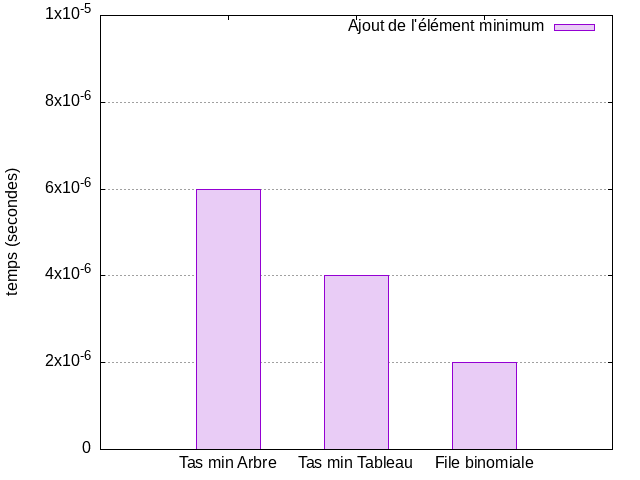 Ajout de l'élément minimum
1x10-5
8x10-6
6x10-6
4x10-6
2x10-6
0
temps (secondes)
Tas min Arbre
Tas min Tableau
File binomiale